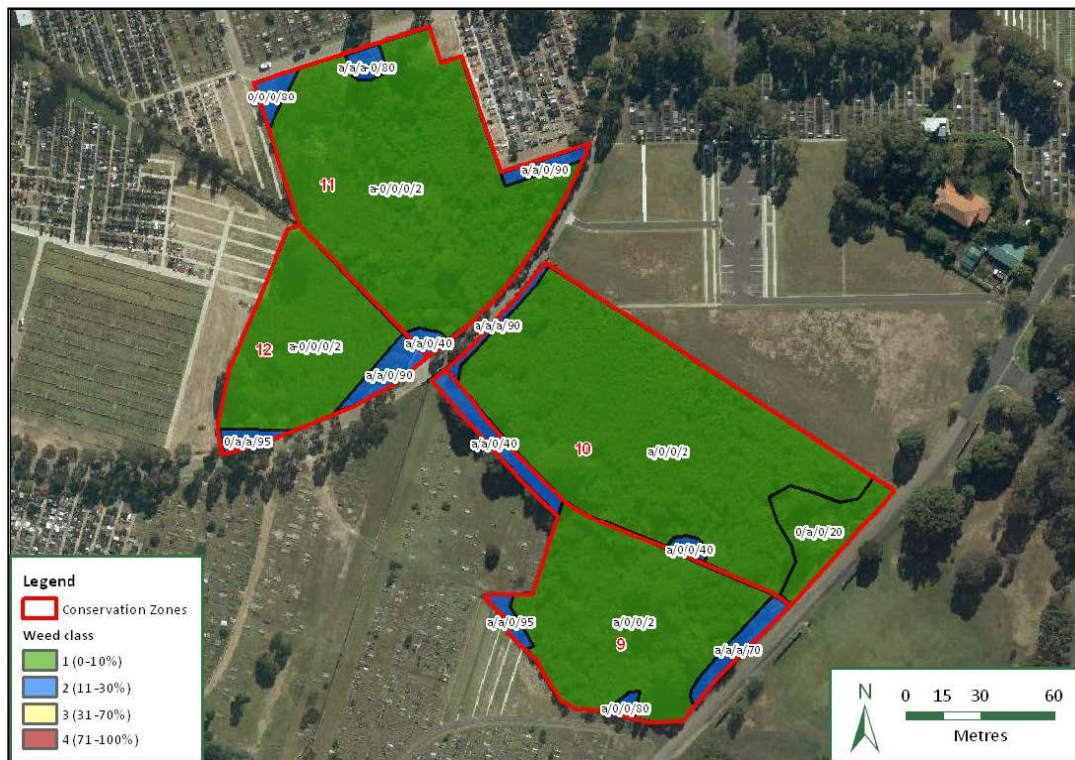 a/a/a-0/80
0/0/0/80
a/a/0/90
11
a-0/0/0/2
a/a/a/90
a/a/0/40
12
a-0/0/0/2
a/a/0/90
0/a/a/95
a/a/0/40
10
a/0/0/2
0/a/0/20
a/0/0/40
a/a/0/95
a/0/0/2
9
a/a/a/70
a/0/0/80
Legend
Conservation Zones
Weed class
1 (0-10%)
2 (11-30%)
3 (31-70%)
4 (71-100%)
N
0 15 30 60
Metres